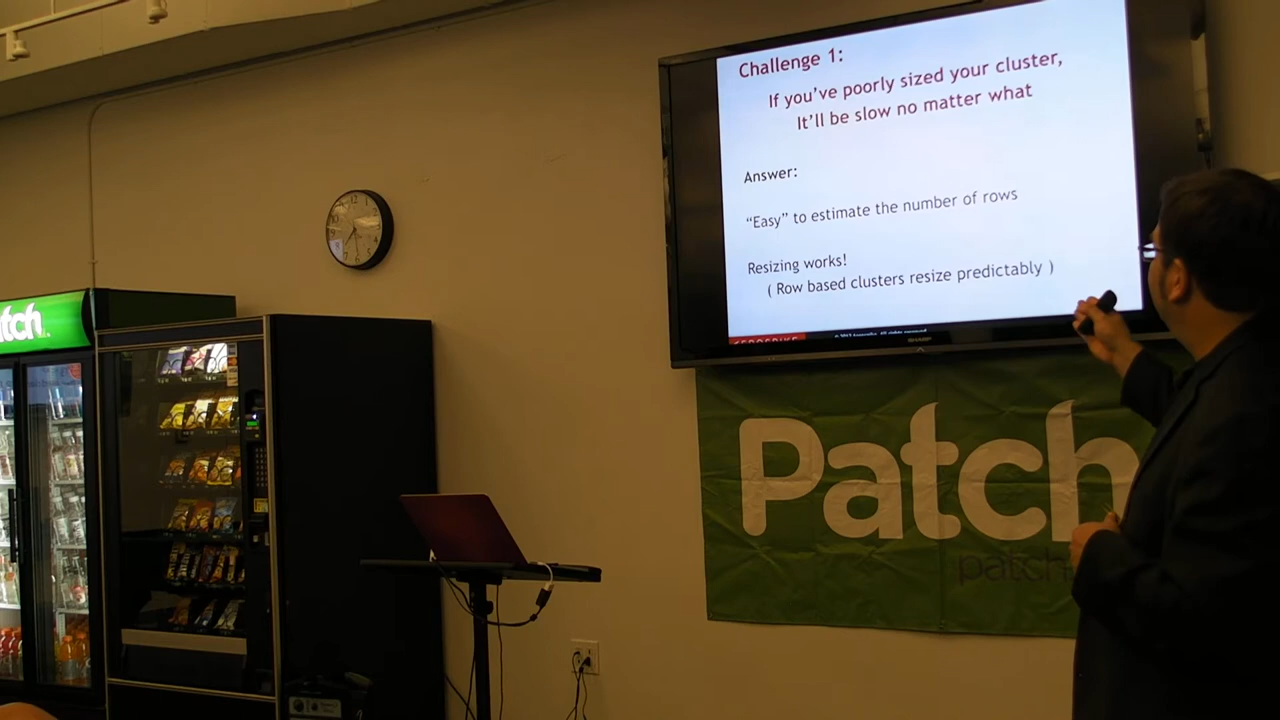 Challenge 1:
If you've poorly sized your cluster,
It'll be slow no matter what
Answer:
"Easy" to estimate the number of rows
Resizing works!
( Row based clusters resize predictably )
SHARP
Patch
patch
tch